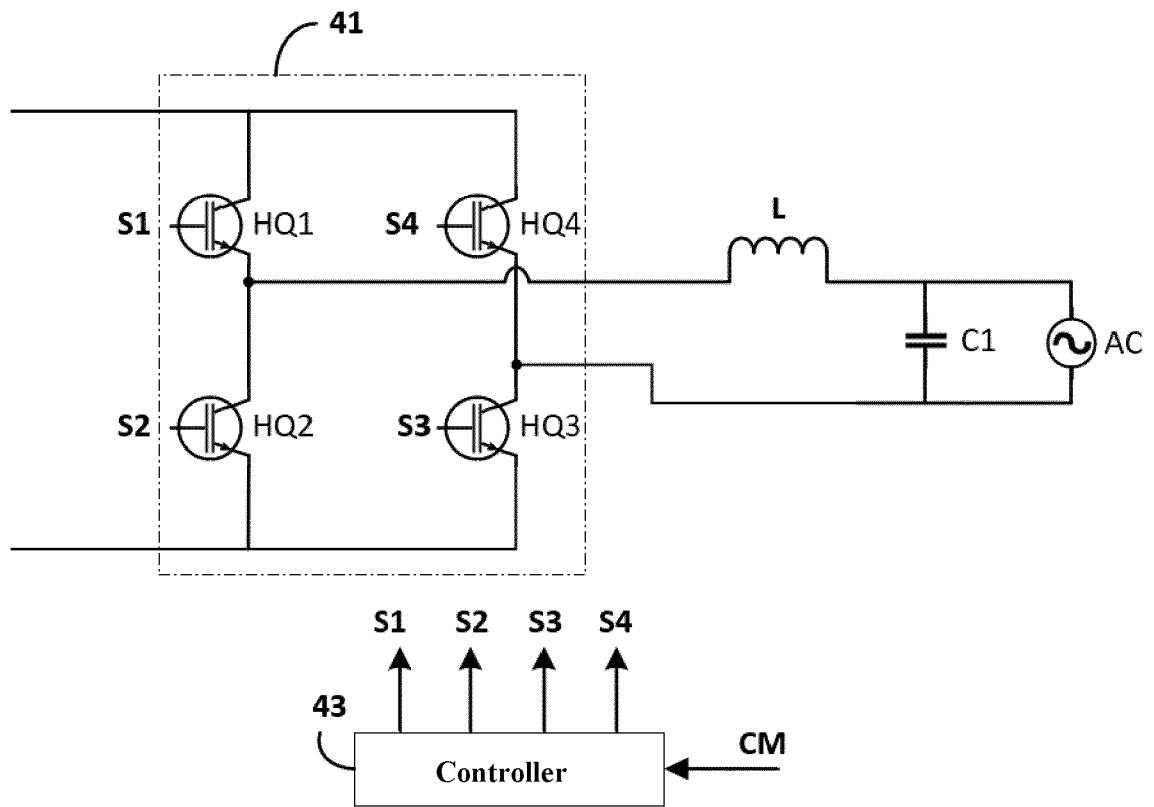 41
S1
HQ1
S4
HQ4
L
C1
AC
S2
HQ2
S3
HQ3
S1
S2
S3
S4
43
CM
Controller